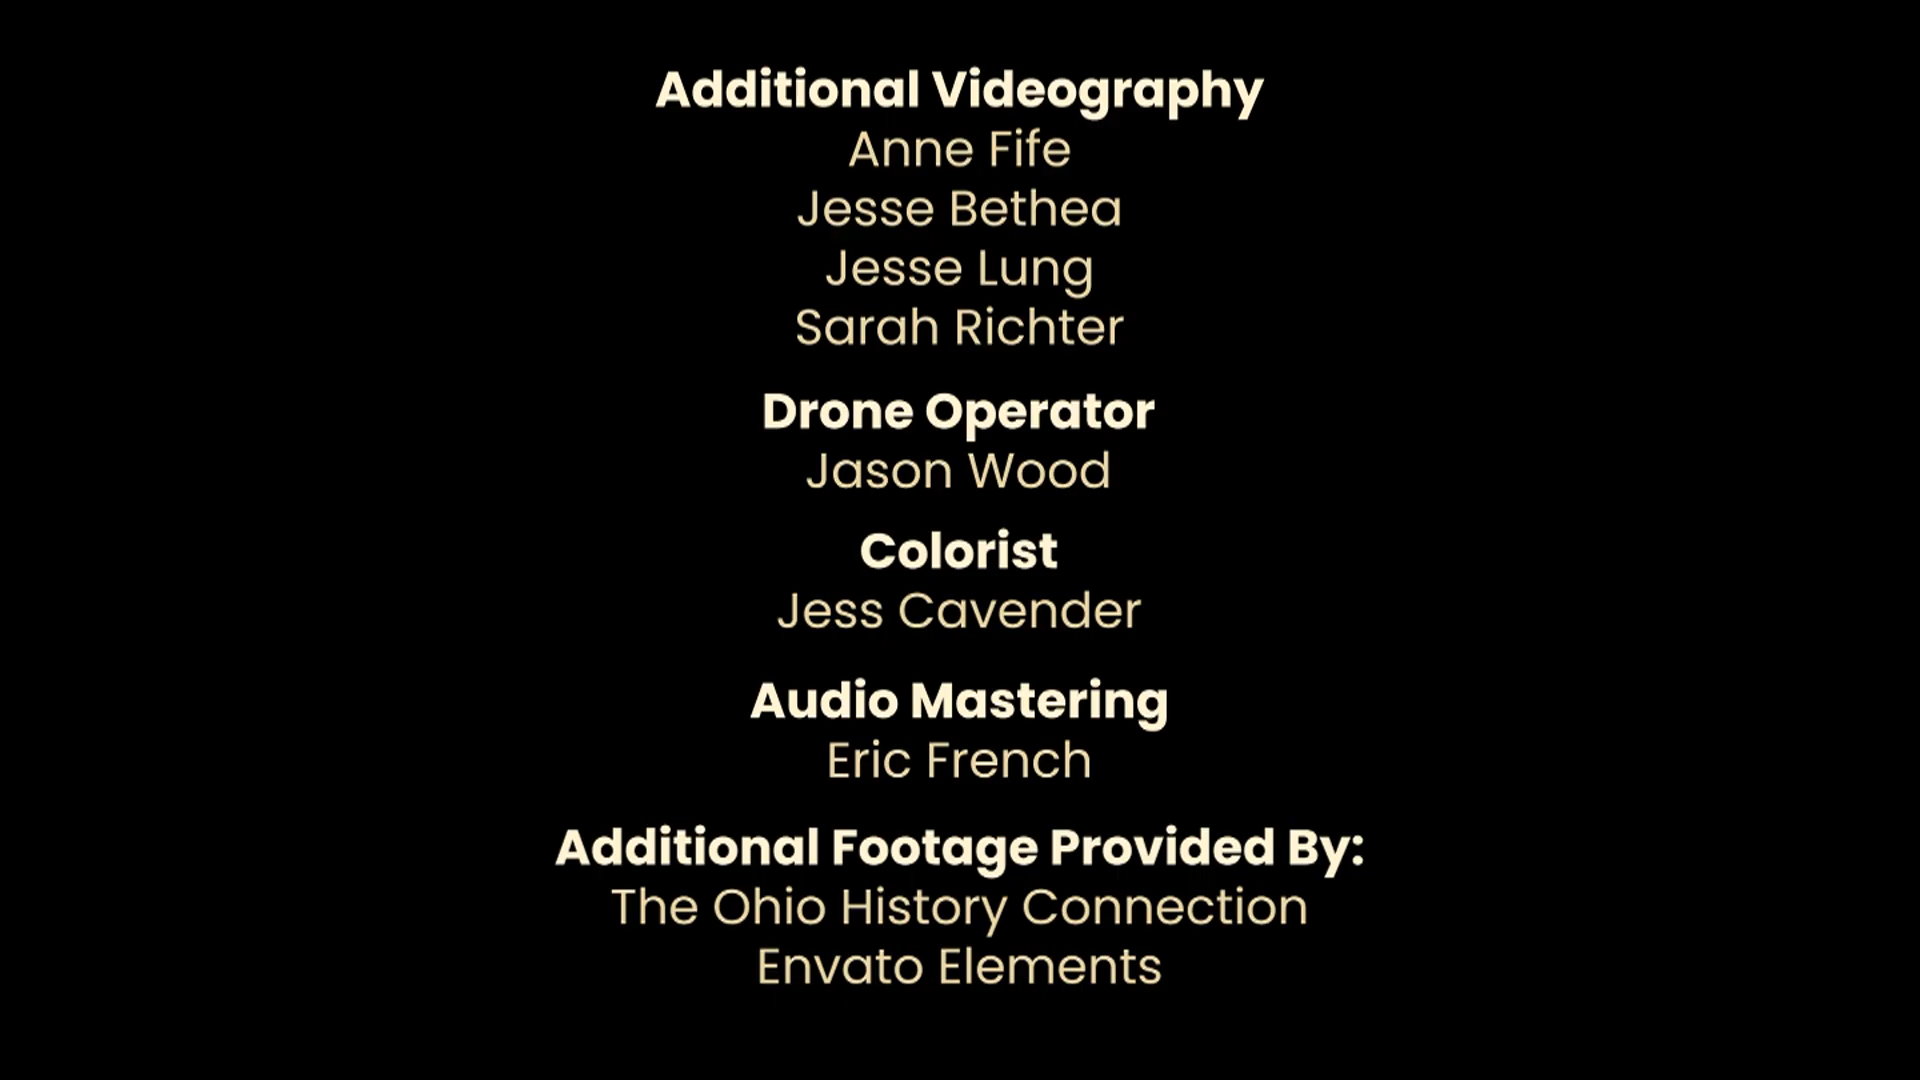 Additional Videography
Anne Fife
Jesse Bethea
Jesse Lung
Sarah Richter
Drone Operator
Jason Wood
Colorist
Jess Cavender
Audio Mastering
Eric French
Additional Footage Provided By:
The Ohio History Connection
Envato Elements